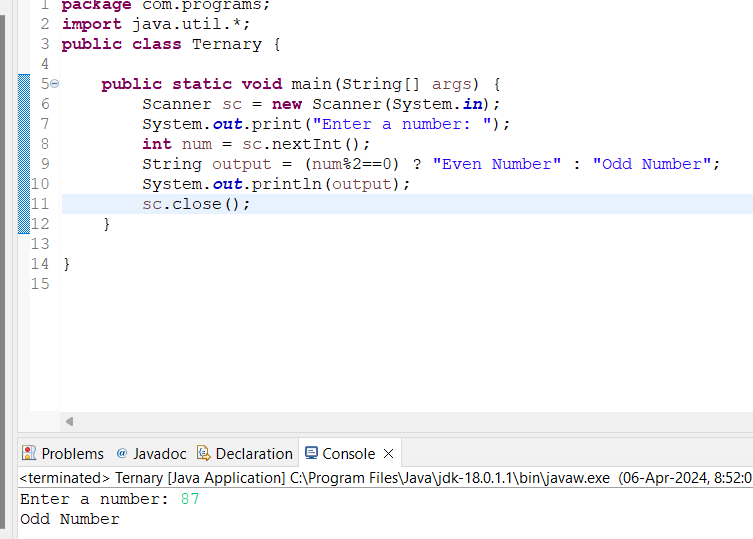 1 package com.programs;
2 import java.util.*;
3 public class Ternary {
4
5 public static void main(String[] args) {
6 Scanner sc = new Scanner(System.in);
7 System.out.print("Enter a number: ");
8 int num = sc.nextInt();
9 String output = (num%2==0) ? "Even Number" : "Odd Number";
10 System.out.println(output);
11 sc.close();
12 }
13
14 }
15
Problems @ Javadoc Declaration Console
<terminated> Ternary [Java Application] C:\Program Files\Java\jdk-18.0.1.1\bin\javaw.exe (06-Apr-2024, 8:52:0
Enter a number: 87
Odd Number